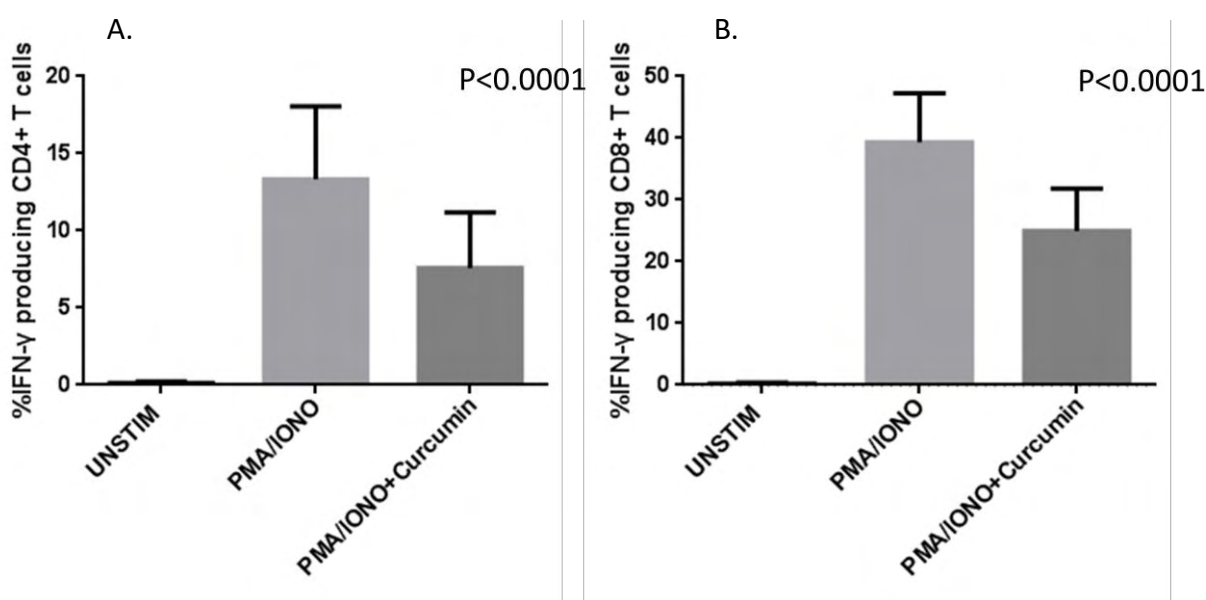 A.
P<0.0001
%IFN-γ producing CD4+ T cells
20
15
10
5
0
UNSTIM
PMA/IONO
PMA/IONO+Curcumin
B.
P<0.0001
%IFN-γ producing CD8+ T cells
50
40
30
20
10
0
UNSTIM
PMA/IONO
PMA/IONO+Curcumin